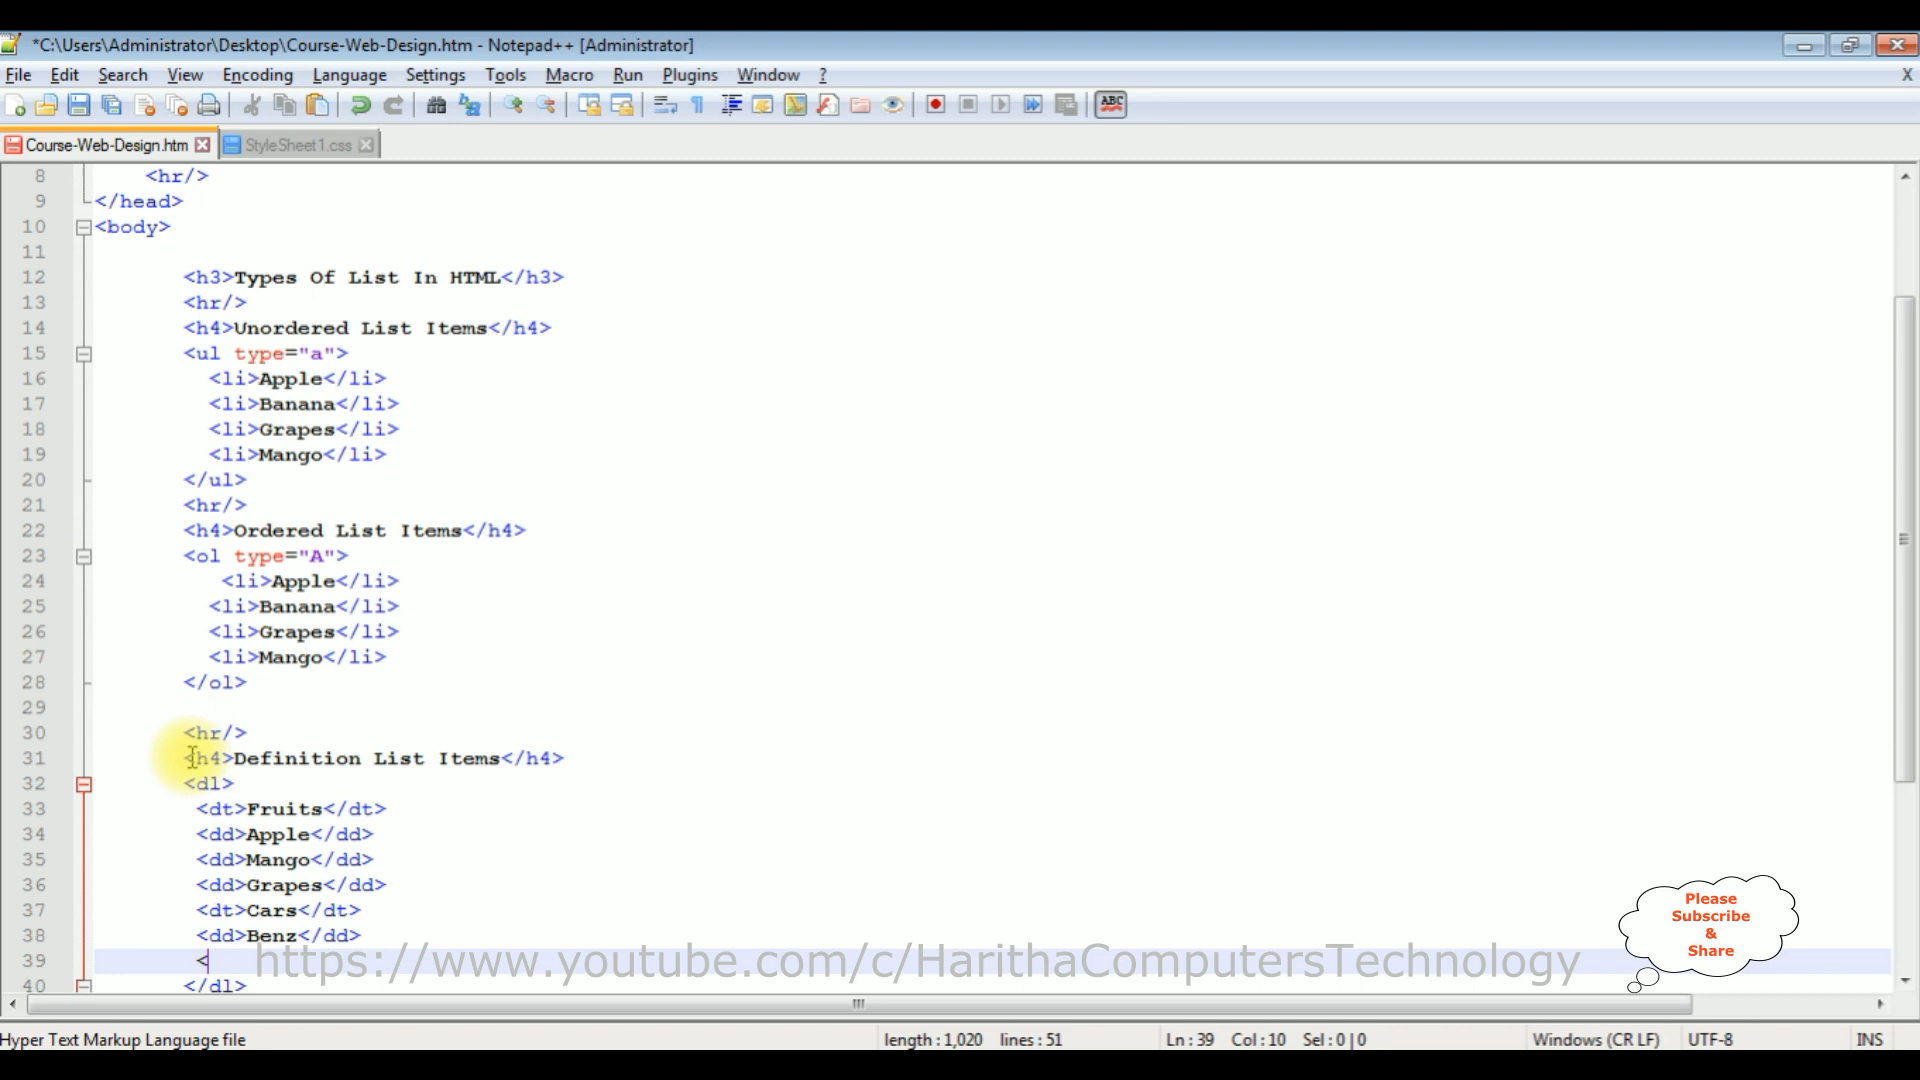 *C:\Users\Administrator\Desktop\Course-Web-Design.htm - Notepad++ [Administrator]
File Edit Search View Encoding Language Settings Tools Macro Run Plugins Window ? X
ABC
Course-Web-Design.htm StyleSheet1.css
8 <hr/>
9 </head>
10 <body>
11
12 <h3>Types Of List In HTML</h3>
13 <hr/>
14 <h4>Unordered List Items</h4>
15 <ul type="a">
16 <li>Apple</li>
17 <li>Banana</li>
18 <li>Grapes</li>
19 <li>Mango</li>
20 </ul>
21 <hr/>
22 <h4>Ordered List Items</h4>
23 <ol type="A">
24 <li>Apple</li>
25 <li>Banana</li>
26 <li>Grapes</li>
27 <li>Mango</li>
28 </ol>
29
30 <hr/>
31 <h4>Definition List Items</h4>
32 <dl>
33 <dt>Fruits</dt>
34 <dd>Apple</dd>
35 <dd>Mango</dd>
36 <dd>Grapes</dd>
37 <dt>Cars</dt>
38 <dd>Benz</dd>
39 <
40 </dl>
https://www.youtube.com/c/HarithaComputersTechnology
Please
Subscribe
&
Share
Hyper Text Markup Language file length : 1,020 lines : 51 Ln : 39 Col : 10 Sel : 0 | 0 Windows (CR LF) UTF-8 INS